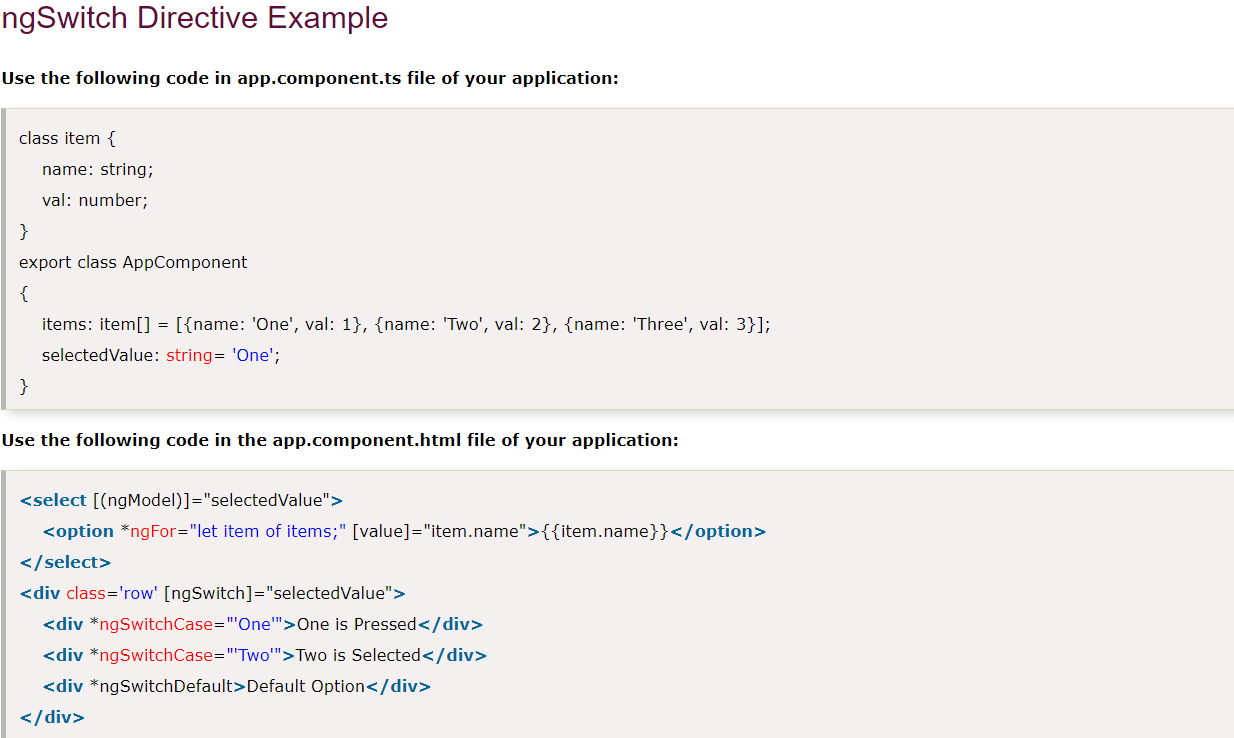 ngSwitch Directive Example
Use the following code in app.component.ts file of your application:
class item {
name: string;
val: number;
}
export class AppComponent
{
items: item[] = [{name: 'One', val: 1}, {name: 'Two', val: 2}, {name: 'Three', val: 3}];
selectedValue: string= 'One';
}
Use the following code in the app.component.html file of your application:
<select [(ngModel)]="selectedValue">
<option *ngFor="let item of items;" [value]="item.name">{{item.name}}</option>
</select>
<div class='row' [ngSwitch]="selectedValue">
<div *ngSwitchCase="'One'">One is Pressed</div>
<div *ngSwitchCase="'Two'">Two is Selected</div>
<div *ngSwitchDefault>Default Option</div>
</div>